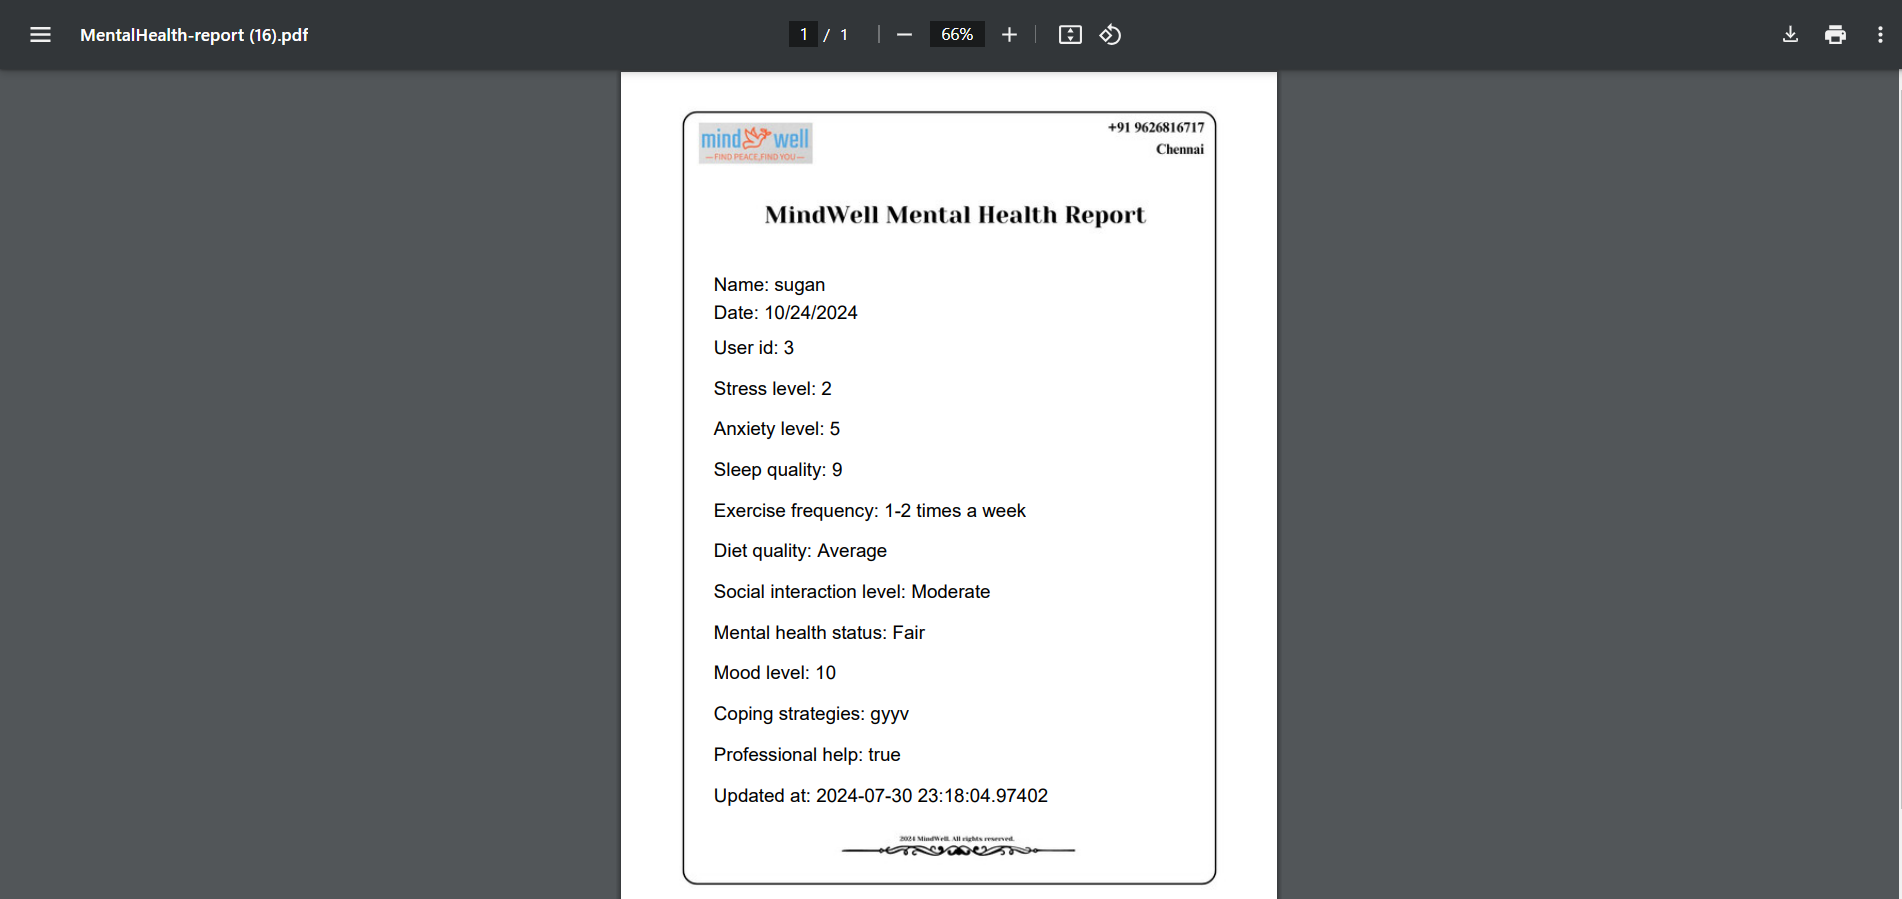 MentalHealth-report (16).pdf
1 / 1
66%
mind well
—FIND PEACE,FIND YOU—
+91 9626816717
Chennai
MindWell Mental Health Report
Name: sugan
Date: 10/24/2024
User id: 3
Stress level: 2
Anxiety level: 5
Sleep quality: 9
Exercise frequency: 1-2 times a week
Diet quality: Average
Social interaction level: Moderate
Mental health status: Fair
Mood level: 10
Coping strategies: gyyv
Professional help: true
Updated at: 2024-07-30 23:18:04.97402
2024 MindWell. All rights reserved.